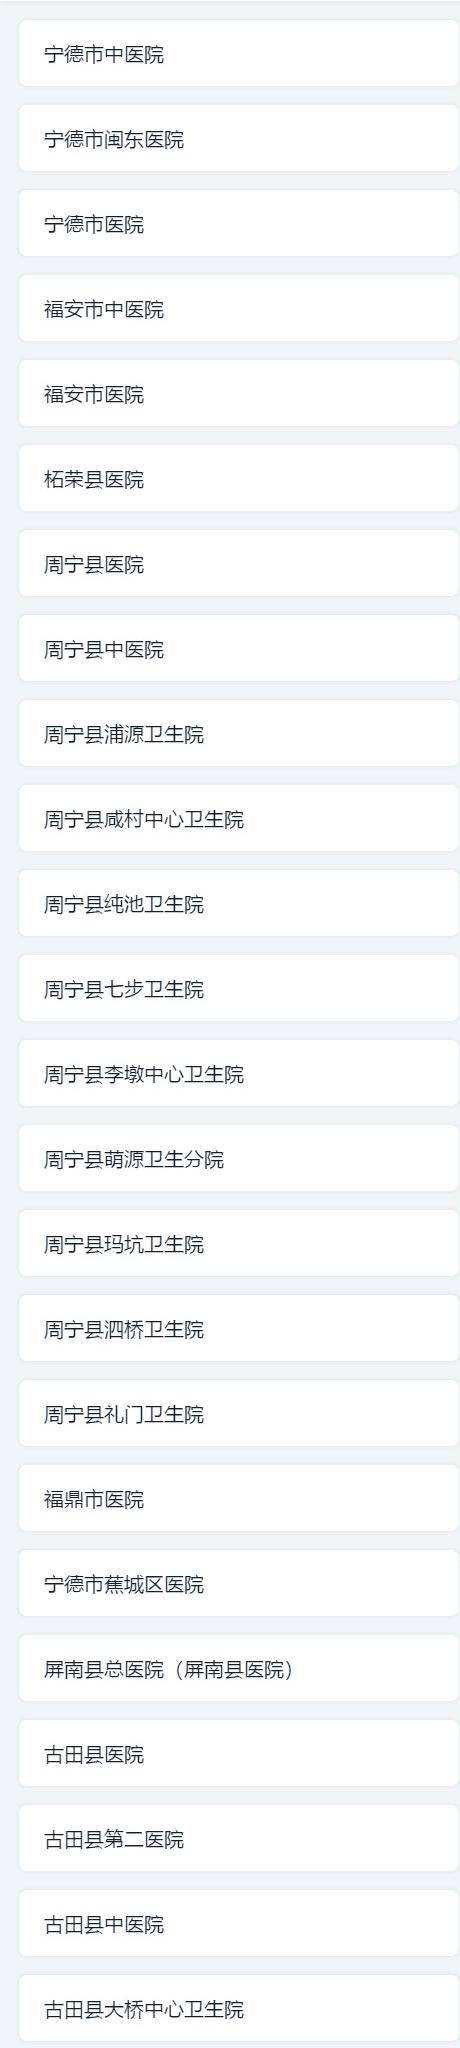 宁德市中医院
宁德市闽东医院
宁德市医院
福安市中医院
福安市医院
柘荣县医院
周宁县医院
周宁县中医院
周宁县浦源卫生院
周宁县咸村中心卫生院
周宁县纯池卫生院
周宁县七步卫生院
周宁县李墩中心卫生院
周宁县萌源卫生分院
周宁县玛坑卫生院
周宁县泗桥卫生院
周宁县礼门卫生院
福鼎市医院
宁德市蕉城区医院
屏南县总医院（屏南县医院）
古田县医院
古田县第二医院
古田县中医院
古田县大桥中心卫生院